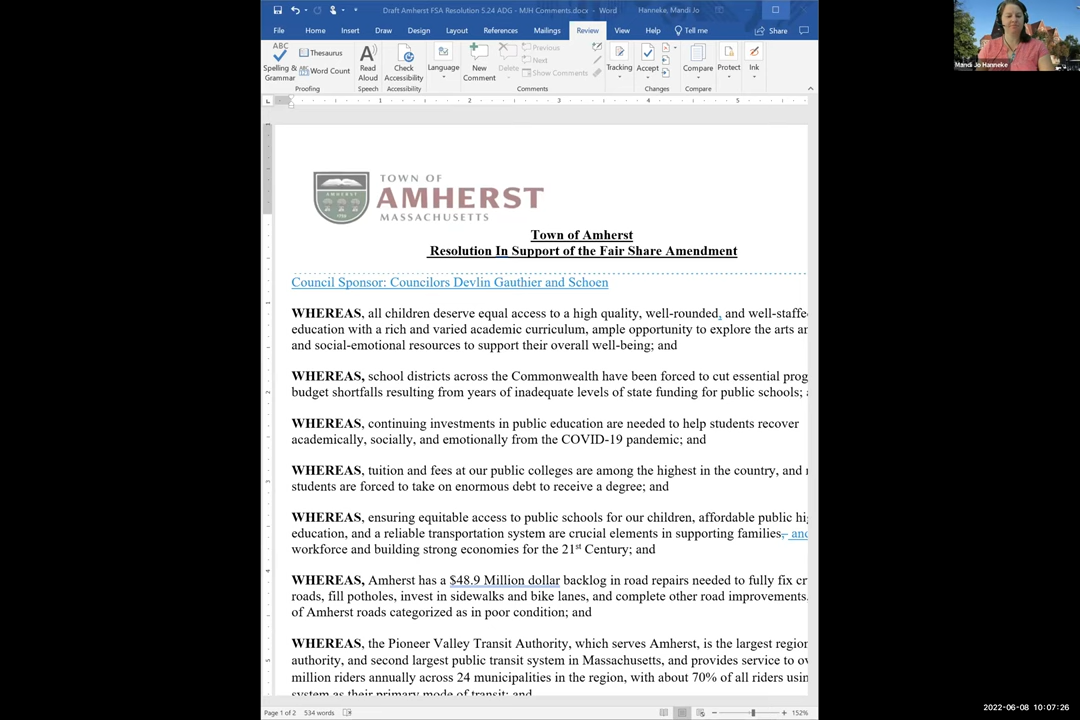 Draft Amherst FSA Resolution 5.24 ADG - MJH Comments.docx - Word Hanneke, Mandi Jo
File Home Insert Draw Design Layout References Mailings Review View Help Tell me Share
ABC
Spelling & Grammar
Thesaurus
Word Count
Read Aloud
Check Accessibility
Language
New Comment
Delete
Previous
Next
Show Comments
Tracking
Accept
Compare
Protect
Ink
Proofing Speech Accessibility Comments Changes Compare
Mandi Jo Hanneke
TOWN OF
AMHERST
MASSACHUSETTS
Town of Amherst
Resolution In Support of the Fair Share Amendment
Council Sponsor: Councilors Devlin Gauthier and Schoen
WHEREAS, all children deserve equal access to a high quality, well-rounded, and well-staffe
education with a rich and varied academic curriculum, ample opportunity to explore the arts ar
and social-emotional resources to support their overall well-being; and
WHEREAS, school districts across the Commonwealth have been forced to cut essential prog
budget shortfalls resulting from years of inadequate levels of state funding for public schools;
WHEREAS, continuing investments in public education are needed to help students recover
academically, socially, and emotionally from the COVID-19 pandemic; and
WHEREAS, tuition and fees at our public colleges are among the highest in the country, and
students are forced to take on enormous debt to receive a degree; and
WHEREAS, ensuring equitable access to public schools for our children, affordable public hi
education, and a reliable transportation system are crucial elements in supporting families, and
workforce and building strong economies for the 21st Century; and
WHEREAS, Amherst has a $48.9 Million dollar backlog in road repairs needed to fully fix cr
roads, fill potholes, invest in sidewalks and bike lanes, and complete other road improvements,
of Amherst roads categorized as in poor condition; and
WHEREAS, the Pioneer Valley Transit Authority, which serves Amherst, is the largest region
authority, and second largest public transit system in Massachusetts, and provides service to ov
million riders annually across 24 municipalities in the region, with about 70% of all riders usin
system as their primary mode of transit; and
Page 1 of 2 534 words 152%
2022-06-08 10:07:26